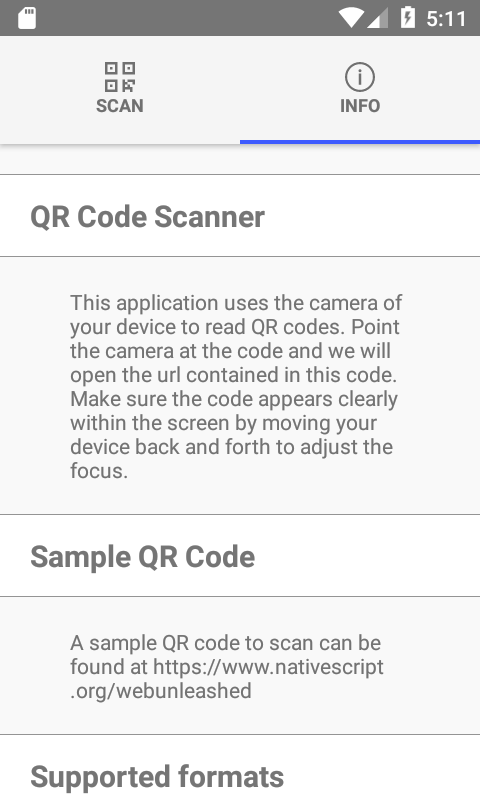 5:11
SCAN
INFO
QR Code Scanner
This application uses the camera of
your device to read QR codes. Point
the camera at the code and we will
open the url contained in this code.
Make sure the code appears clearly
within the screen by moving your
device back and forth to adjust the
focus.
Sample QR Code
A sample QR code to scan can be
found at https://www.nativescript
.org/webunleashed
Supported formats